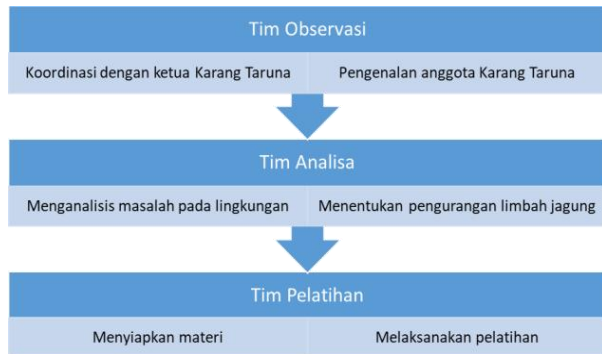 Tim Observasi
Koordinasi dengan ketua Karang Taruna
Pengenalan anggota Karang Taruna
Tim Analisa
Menganalisis masalah pada lingkungan
Menentukan pengurangan limbah jagung
Tim Pelatihan
Menyiapkan materi
Melaksanakan pelatihan